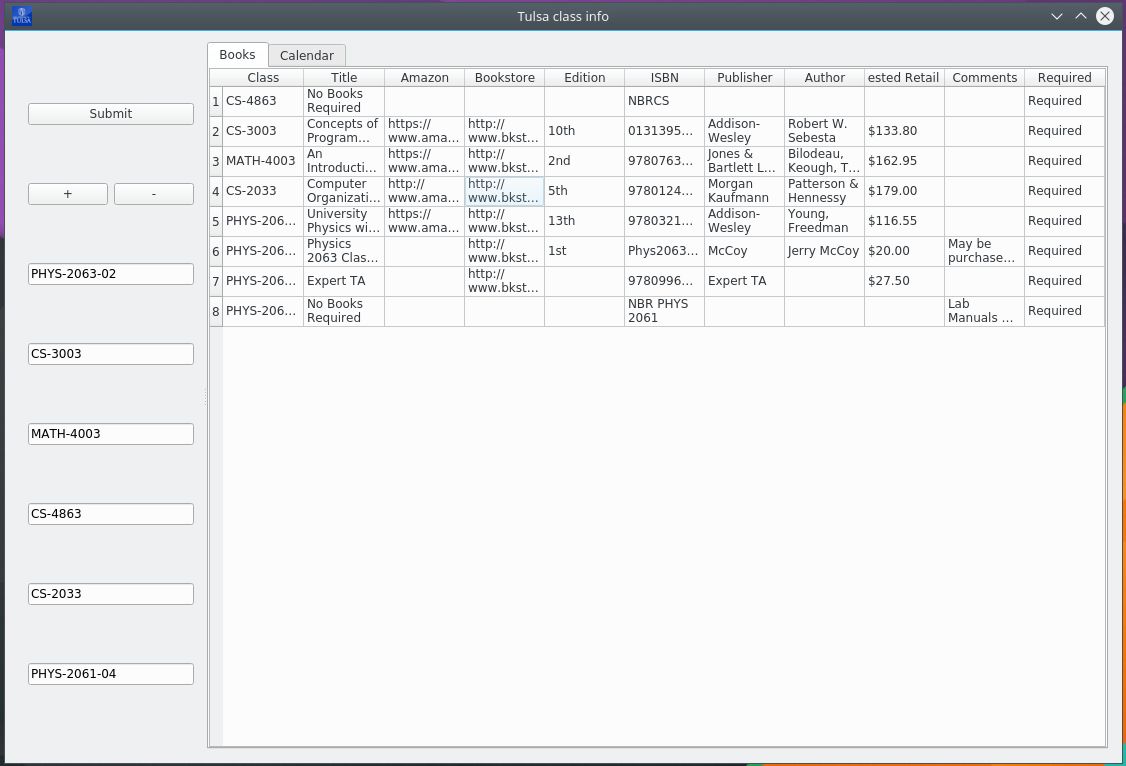 TULSA
Tulsa class info
Books Calendar
Submit
+ -
PHYS-2063-02
CS-3003
MATH-4003
CS-4863
CS-2033
PHYS-2061-04
Class Title Amazon Bookstore Edition ISBN Publisher Author ested Retail Comments Required
1 CS-4863 No Books Required NBRCS Required
2 CS-3003 Concepts of Program... https://www.ama... http://www.bkst... 10th 0131395... Addison-Wesley Robert W. Sebesta $133.80 Required
3 MATH-4003 An Introducti... https://www.ama... http://www.bkst... 2nd 9780763... Jones & Bartlett L... Bilodeau, Keough, T... $162.95 Required
4 CS-2033 Computer Organizati... http://www.ama... http://www.bkst... 5th 9780124... Morgan Kaufmann Patterson & Hennessy $179.00 Required
5 PHYS-206... University Physics wi... https://www.ama... http://www.bkst... 13th 9780321... Addison-Wesley Young, Freedman $116.55 Required
6 PHYS-206... Physics 2063 Clas... http://www.bkst... 1st Phys2063... McCoy Jerry McCoy $20.00 May be purchase... Required
7 PHYS-206... Expert TA http://www.bkst... 9780996... Expert TA $27.50 Required
8 PHYS-206... No Books Required NBR PHYS 2061 Lab Manuals ... Required